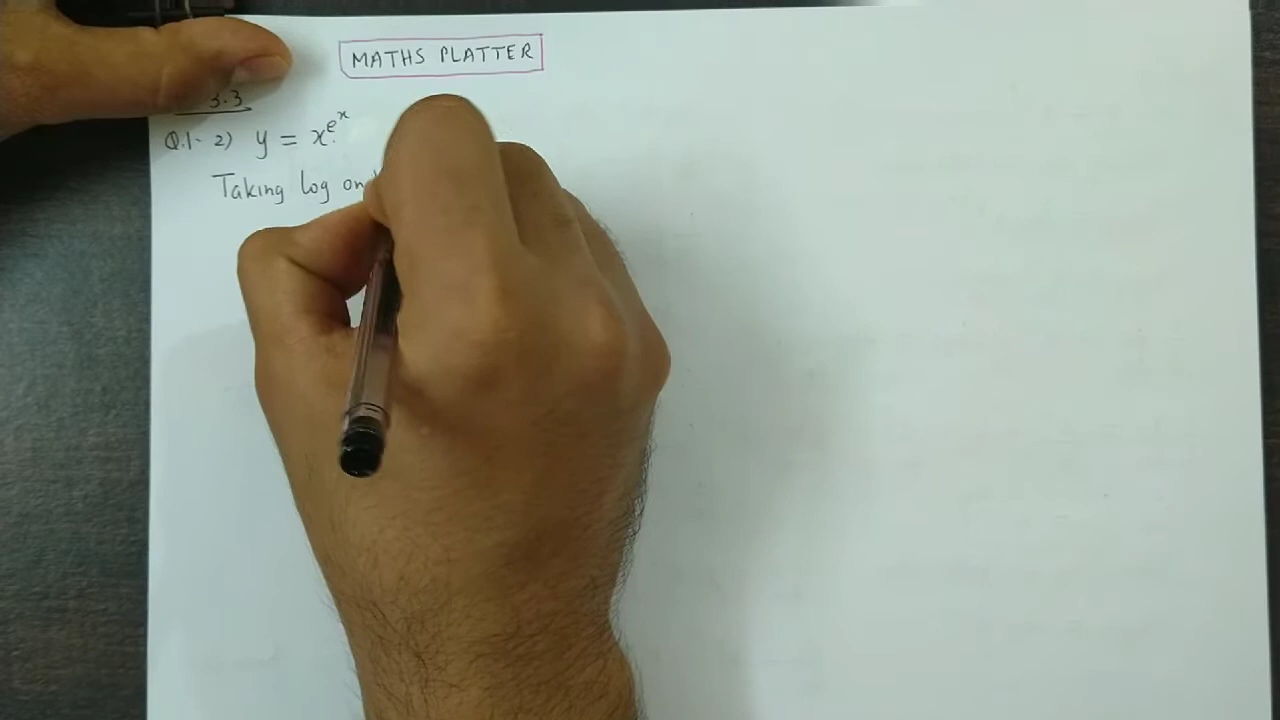 MATHS PLATTER
3.3
Q.1- 2) y = x^e^x
Taking log on